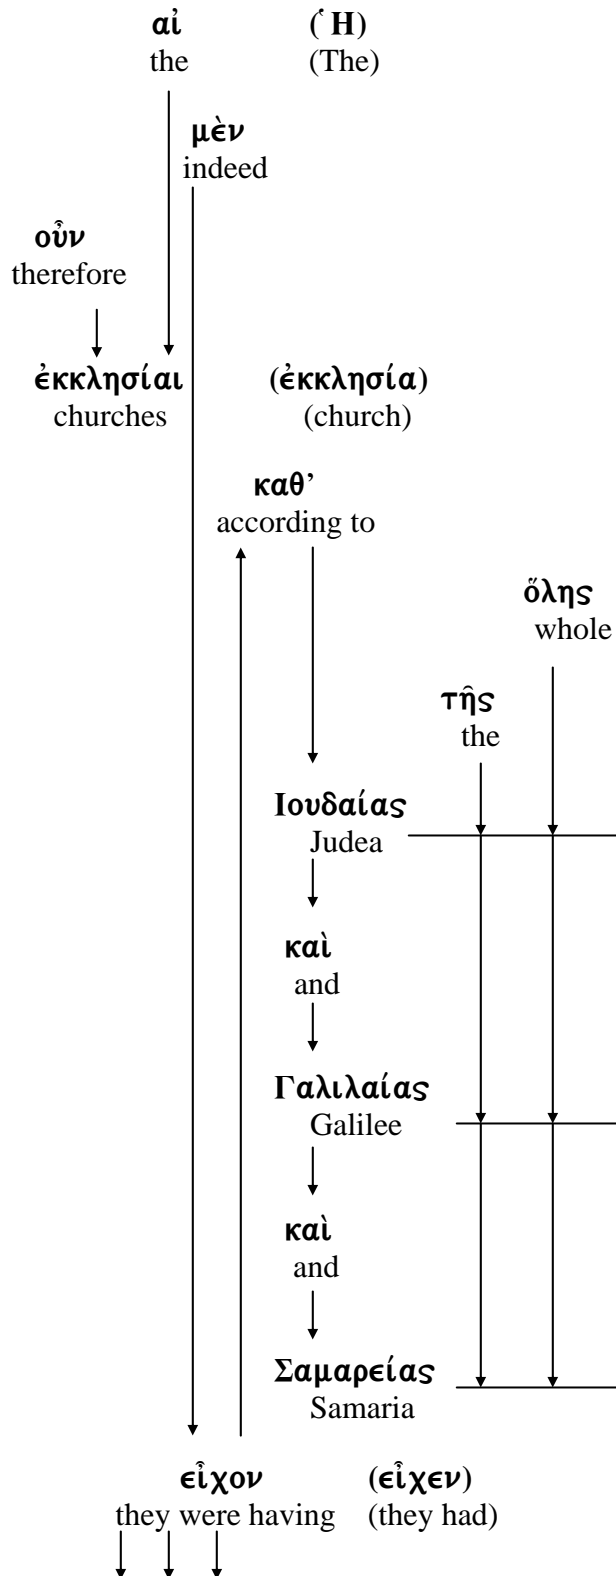 αἱ (Ἡ)
the (The)
μὲν
indeed
οὖν
therefore
ἐκκλησίαι (ἐκκλησία)
churches (church)
καθ’
according to
ὅλης
whole
τῆς
the
Ιουδαίας
Judea
καὶ
and
Γαλιλαίας
Galilee
καὶ
and
Σαμαρείας
Samaria
εἶχον (εἶχεν)
they were having (they had)